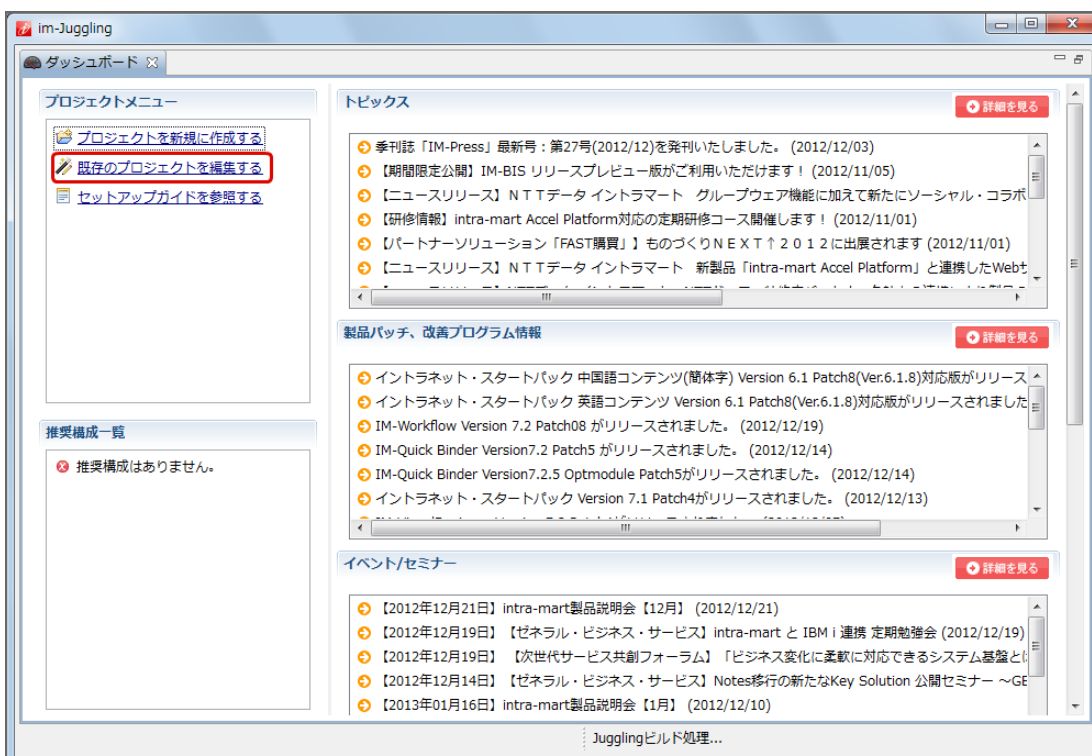 im-Juggling
ダッシュボード
プロジェクトメニュー
プロジェクトを新規に作成する
既存のプロジェクトを編集する
セットアップガイドを参照する
推奨構成一覧
推奨構成はありません。
トピックス
詳細を見る
季刊誌「IM-Press」最新号：第27号(2012/12)を発刊いたしました。 (2012/12/03)
【期間限定公開】IM-BIS リリースプレビュー版がご利用いただけます！ (2012/11/05)
【ニュースリリース】ＮＴＴデータ イントラマート　グループウェア機能に加えて新たにソーシャル・コラボ
【研修情報】intra-mart Accel Platform対応の定期研修コース開催します！ (2012/11/01)
【パートナーソリューション「FAST購買」】ものづくりＮＥＸＴ↑２０１２に出展されます (2012/11/01)
【ニュースリリース】ＮＴＴデータ イントラマート　新製品「intra-mart Accel Platform」と連携したWebサ
製品パッチ、改善プログラム情報
詳細を見る
イントラネット・スタートパック 中国語コンテンツ(簡体字) Version 6.1 Patch8(Ver.6.1.8)対応版がリリース
イントラネット・スタートパック 英語コンテンツ Version 6.1 Patch8(Ver.6.1.8)対応版がリリースされました
IM-Workflow Version 7.2 Patch08 がリリースされました。 (2012/12/19)
IM-Quick Binder Version7.2 Patch5 がリリースされました。 (2012/12/14)
IM-Quick Binder Version7.2.5 Optmodule Patch5がリリースされました。 (2012/12/14)
イントラネット・スタートパック Version 7.1 Patch4がリリースされました。 (2012/12/13)
イベント/セミナー
詳細を見る
【2012年12月21日】intra-mart製品説明会【12月】 (2012/12/21)
【2012年12月19日】【ゼネラル・ビジネス・サービス】intra-mart と IBM i 連携 定期勉強会 (2012/12/19)
【2012年12月19日】 【次世代サービス共創フォーラム】「ビジネス変化に柔軟に対応できるシステム基盤とは
【2012年12月14日】【ゼネラル・ビジネス・サービス】Notes移行の新たなKey Solution 公開セミナー ～GE
【2013年01月16日】intra-mart製品説明会【1月】 (2012/12/10)
Jugglingビルド処理...